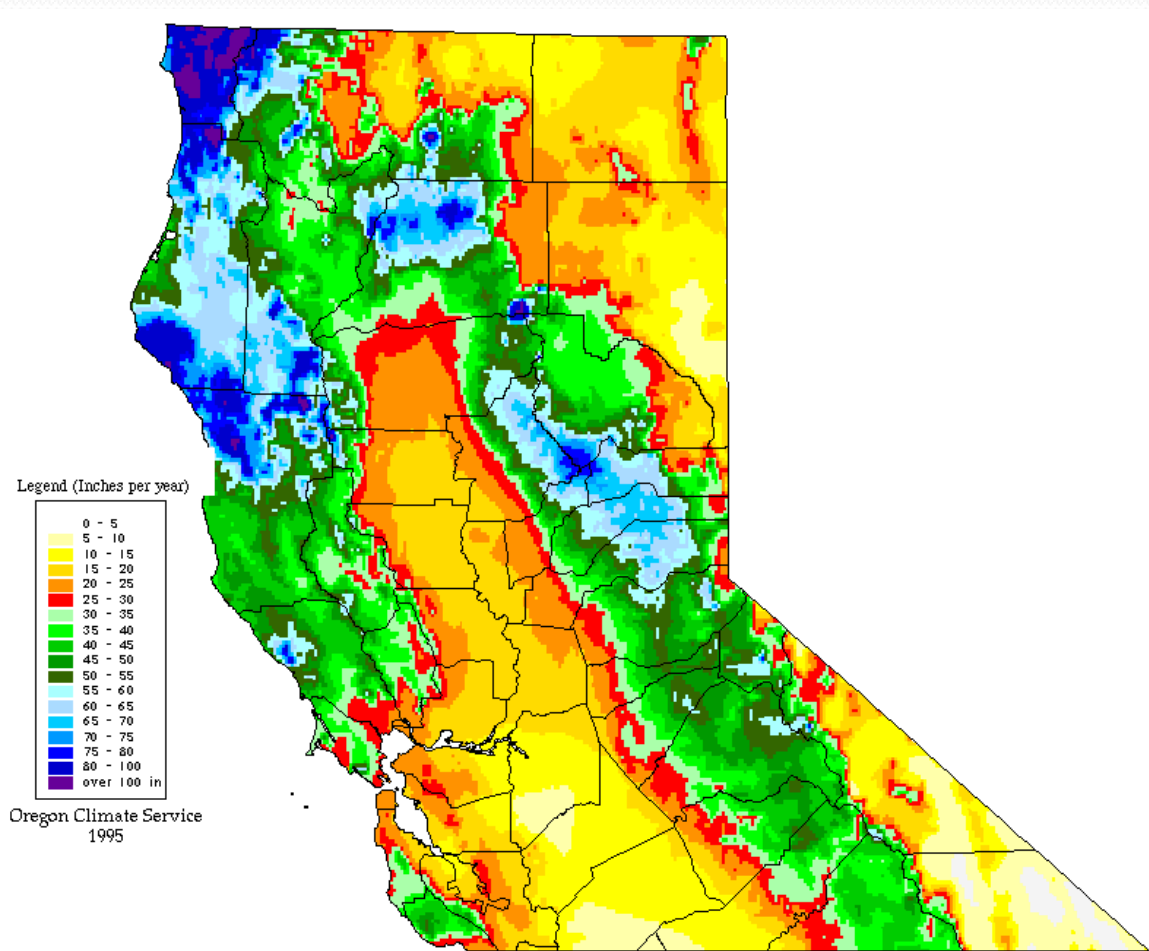 Legend (Inches per year)
0 - 5
5 - 10
10 - 15
15 - 20
20 - 25
25 - 30
30 - 35
35 - 40
40 - 45
45 - 50
50 - 55
55 - 60
60 - 65
65 - 70
70 - 75
75 - 80
80 - 100
over 100 in
Oregon Climate Service
1995